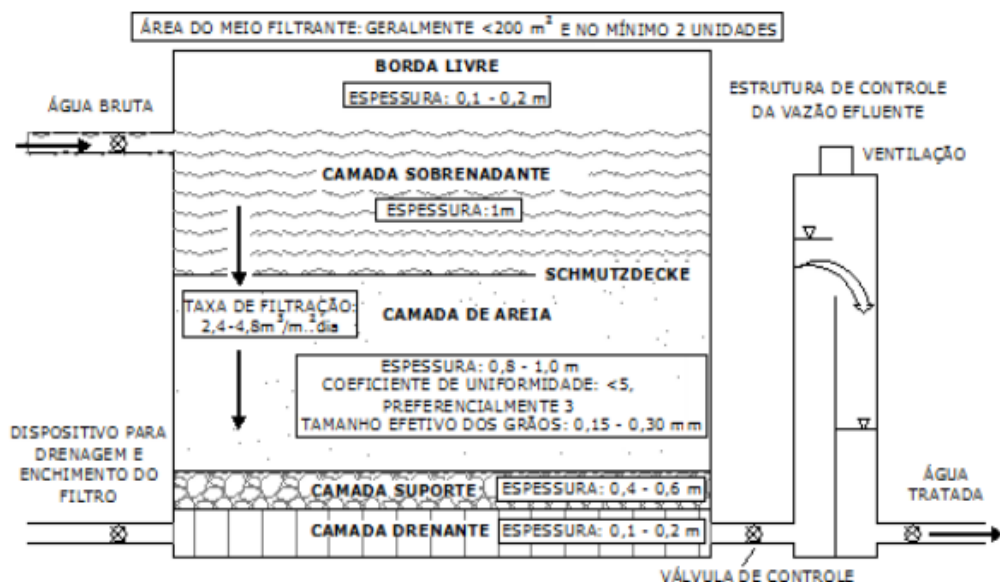 ÁREA DO MEIO FILTRANTE: GERALMENTE <200 m² E NO MÍNIMO 2 UNIDADES
BORDA LIVRE
ESPESSURA: 0,1 - 0,2 m
ÁGUA BRUTA
ESTRUTURA DE CONTROLE
DA VAZÃO EFLUENTE
VENTILAÇÃO
CAMADA SOBRENADANTE
ESPESSURA:1m
SCHMUTZDECKE
TAXA DE FILTRAÇÃO:
2,4-4,8m³/m².dia
CAMADA DE AREIA
ESPESSURA: 0,8 - 1,0 m
COEFICIENTE DE UNIFORMIDADE: <5,
PREFERENCIALMENTE 3
TAMANHO EFETIVO DOS GRÃOS: 0,15 - 0,30 mm
DISPOSITIVO PARA
DRENAGEM E
ENCHIMENTO DO
FILTRO
CAMADA SUPORTE
ESPESSURA: 0,4 - 0,6 m
CAMADA DRENANTE
ESPESSURA: 0,1 - 0,2 m
ÁGUA
TRATADA
VÁLVULA DE CONTROLE